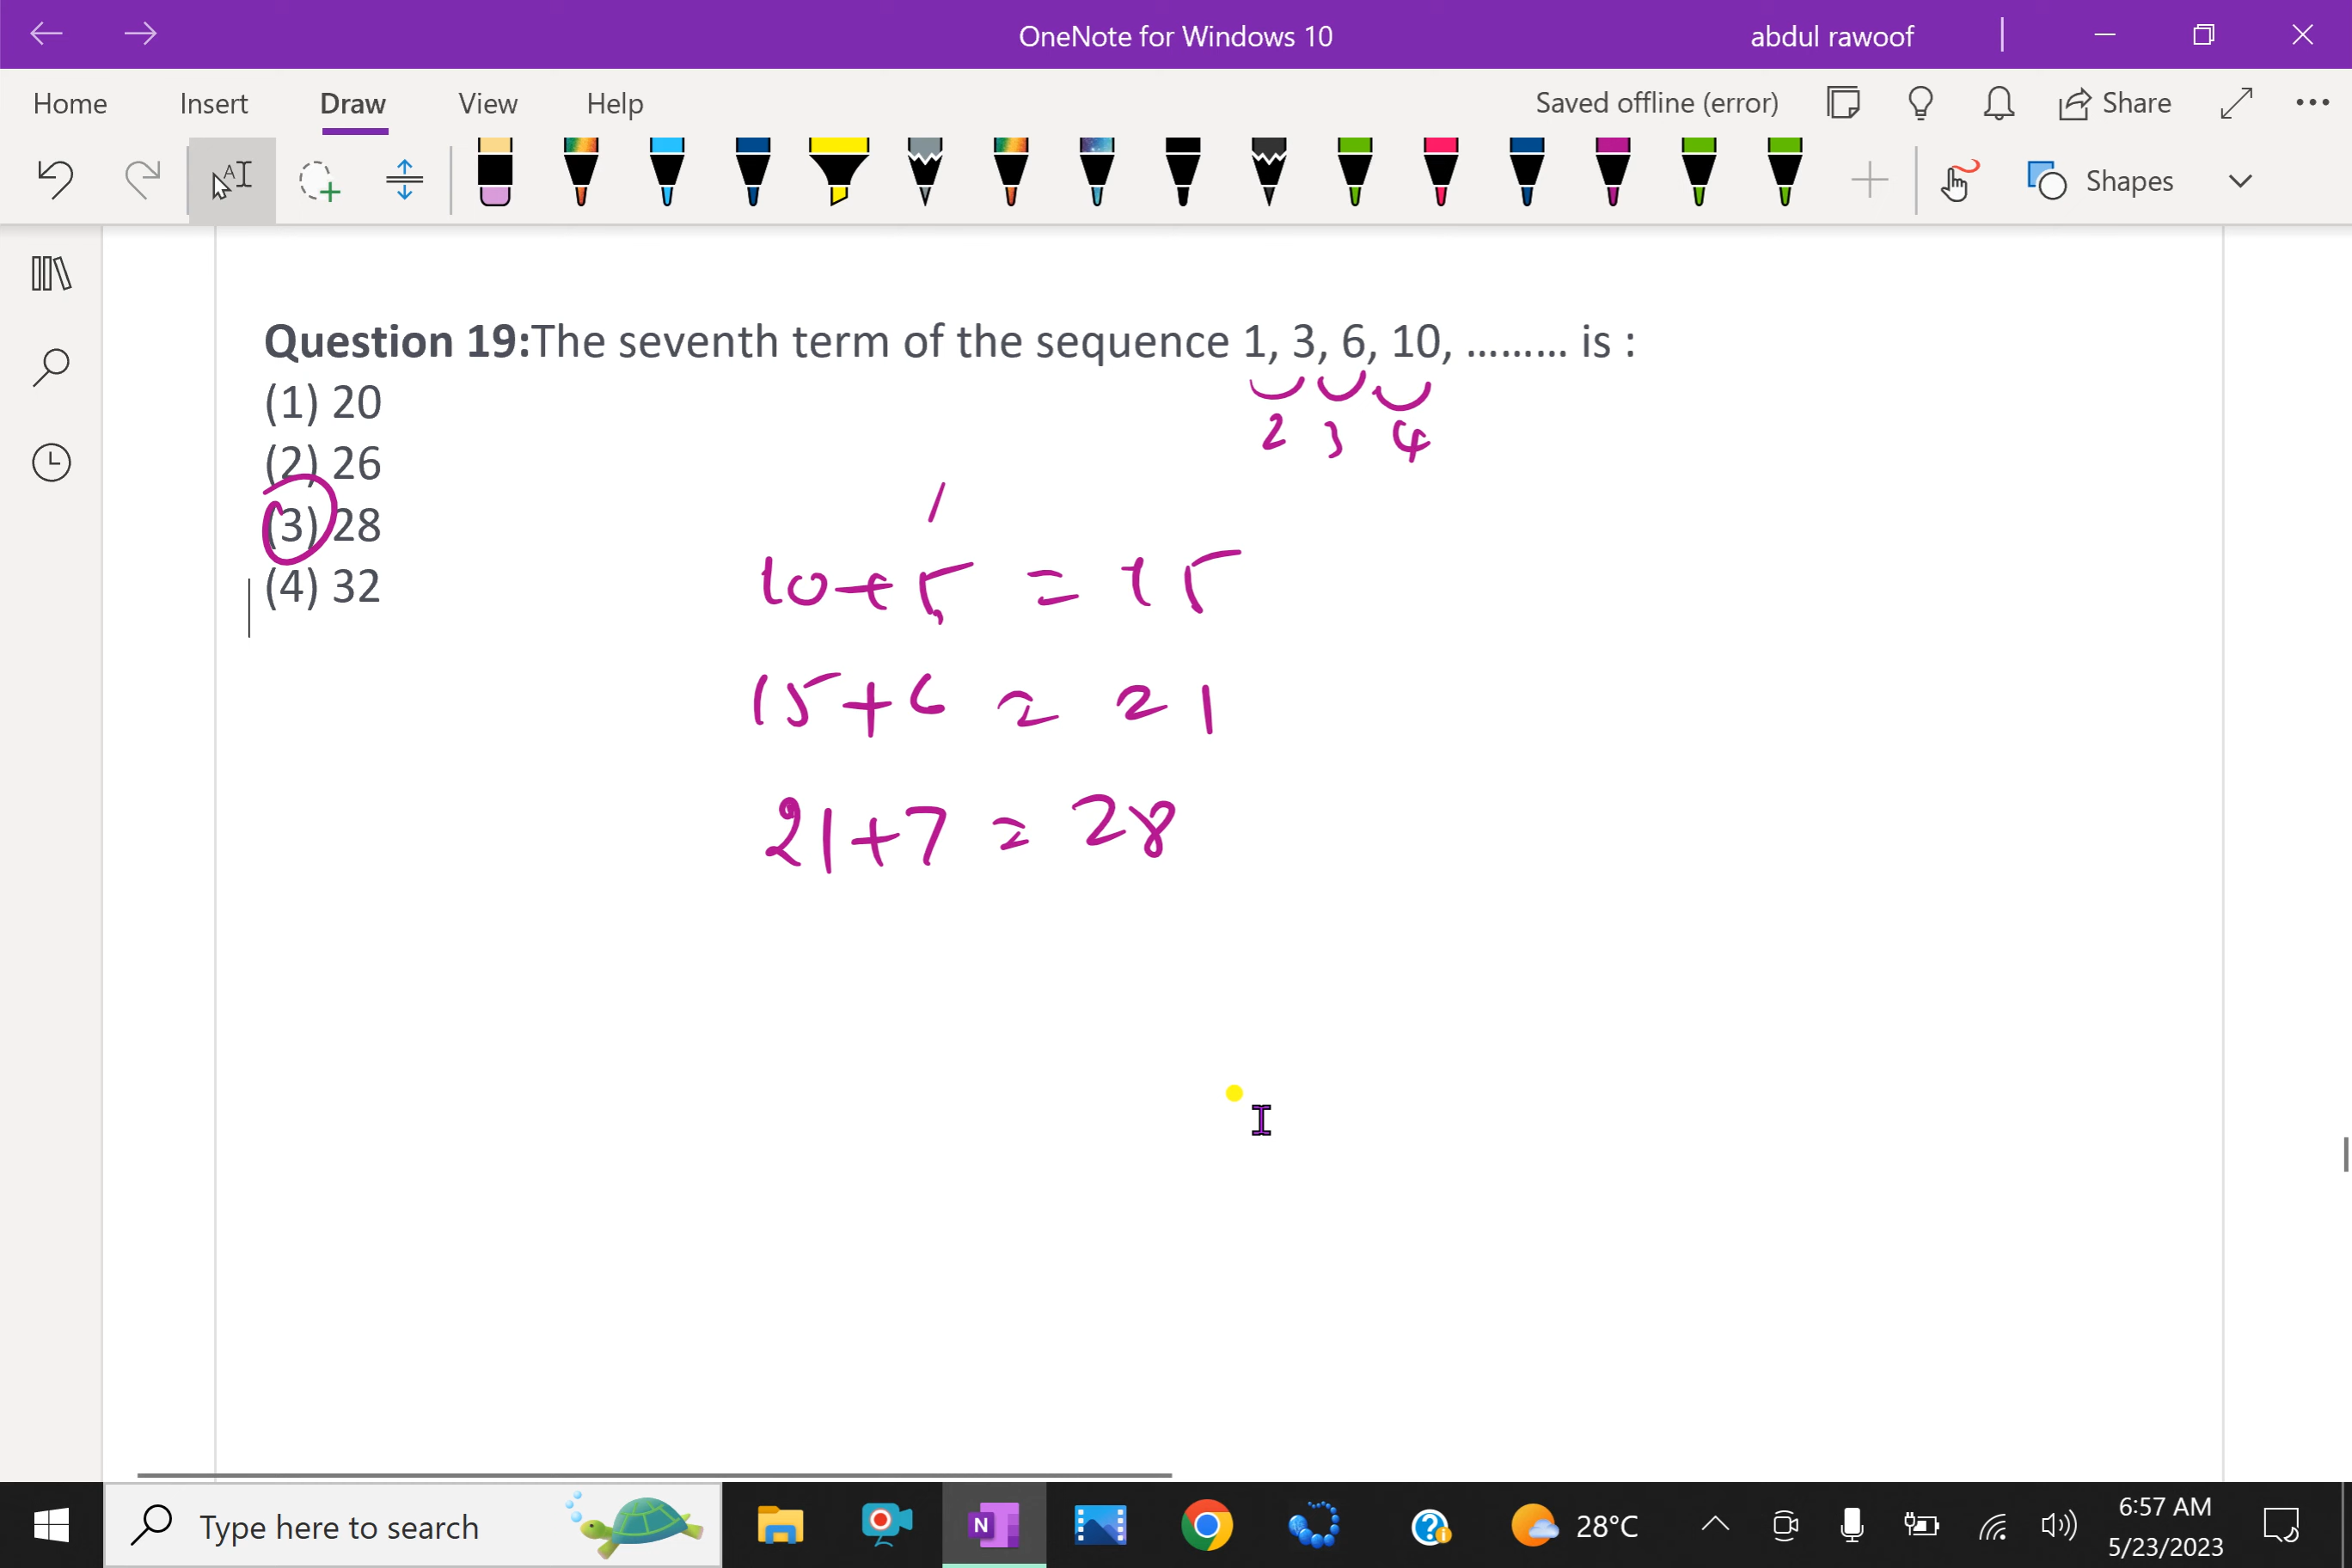 OneNote for Windows 10
abdul rawoof
Home Insert Draw View Help
Saved offline (error)
Share
Shapes
Question 19:The seventh term of the sequence 1, 3, 6, 10, ......... is :
2 3 4
(1) 20
(2) 26
(3) 28
(4) 32
10+5 = 15
15+6 = 21
21+7 = 28
Type here to search
28°C
6:57 AM
5/23/2023